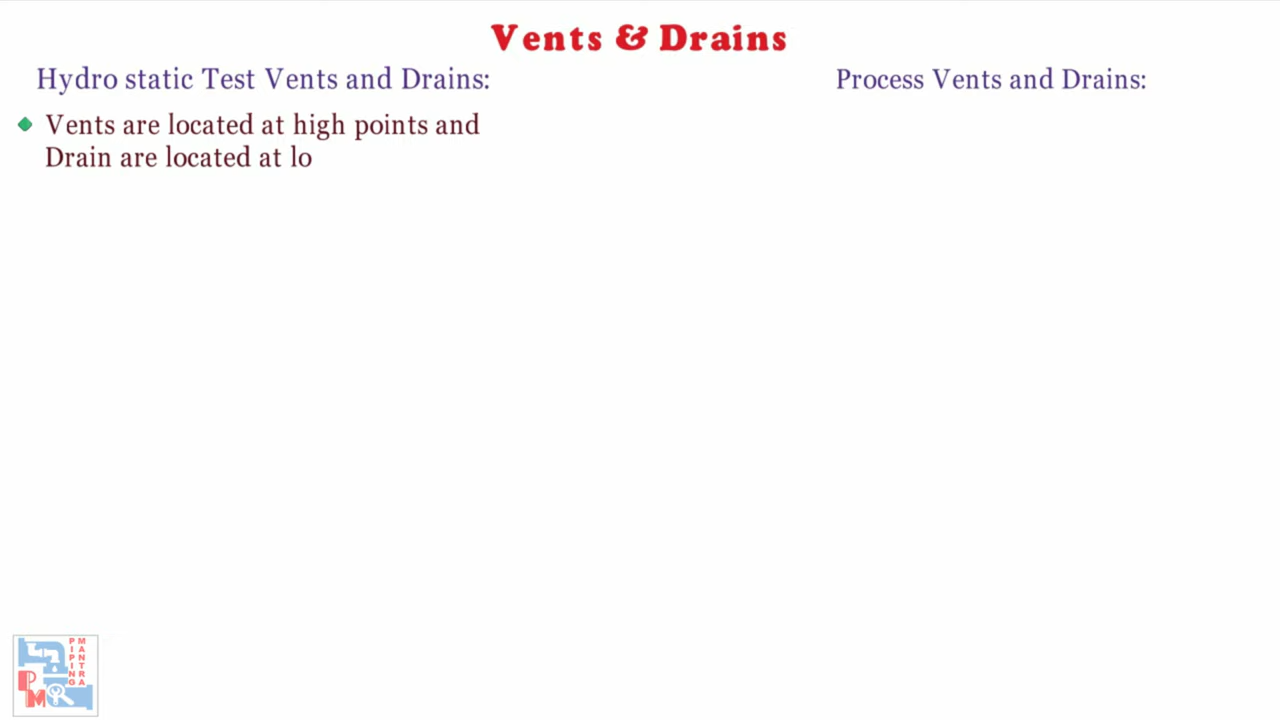 Vents & Drains
Hydro static Test Vents and Drains:
Process Vents and Drains:
Vents are located at high points and
Drain are located at lo
PIPING
MANTRA
PM